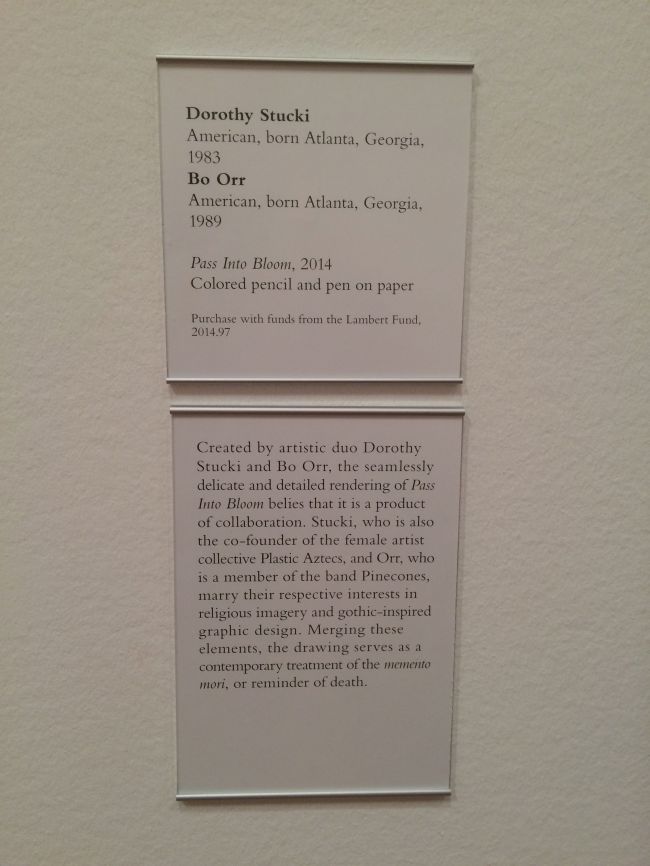 Dorothy Stucki
American, born Atlanta, Georgia,
1983
Bo Orr
American, born Atlanta, Georgia,
1989
Pass Into Bloom, 2014
Colored pencil and pen on paper
Purchase with funds from the Lambert Fund,
2014.97
Created by artistic duo Dorothy
Stucki and Bo Orr, the seamlessly
delicate and detailed rendering of Pass
Into Bloom belies that it is a product
of collaboration. Stucki, who is also
the co-founder of the female artist
collective Plastic Aztecs, and Orr, who
is a member of the band Pinecones,
marry their respective interests in
religious imagery and gothic-inspired
graphic design. Merging these
elements, the drawing serves as a
contemporary treatment of the memento
mori, or reminder of death.